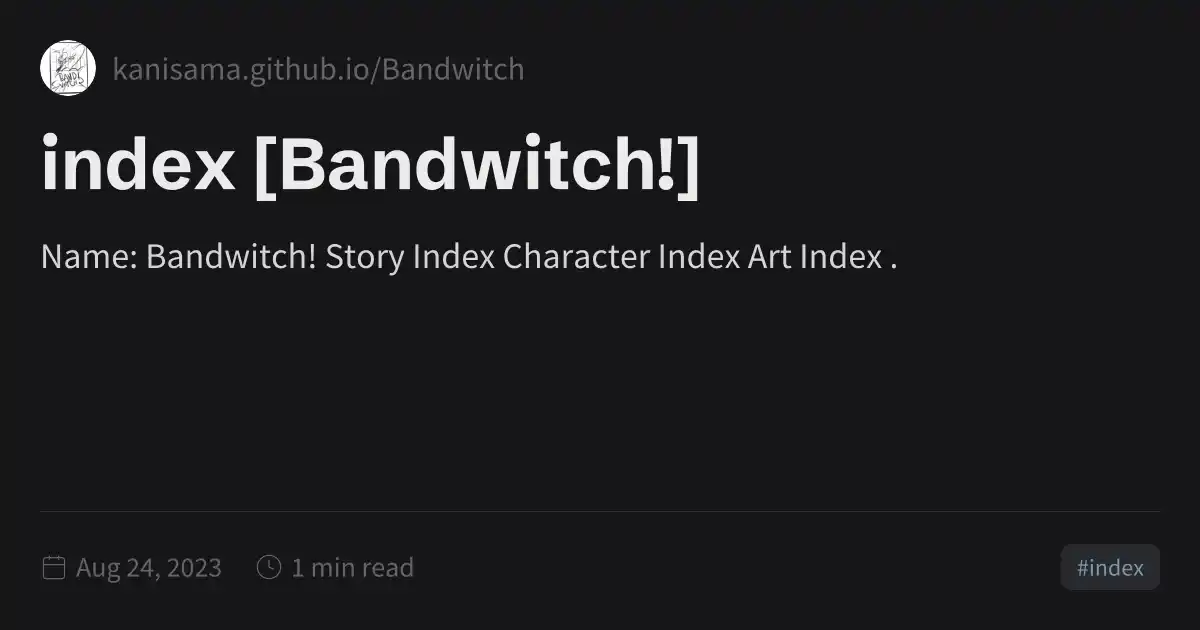 kanisama.github.io/Bandwitch
index [Bandwitch!]
Name: Bandwitch! Story Index Character Index Art Index .
Aug 24, 2023
1 min read
#index